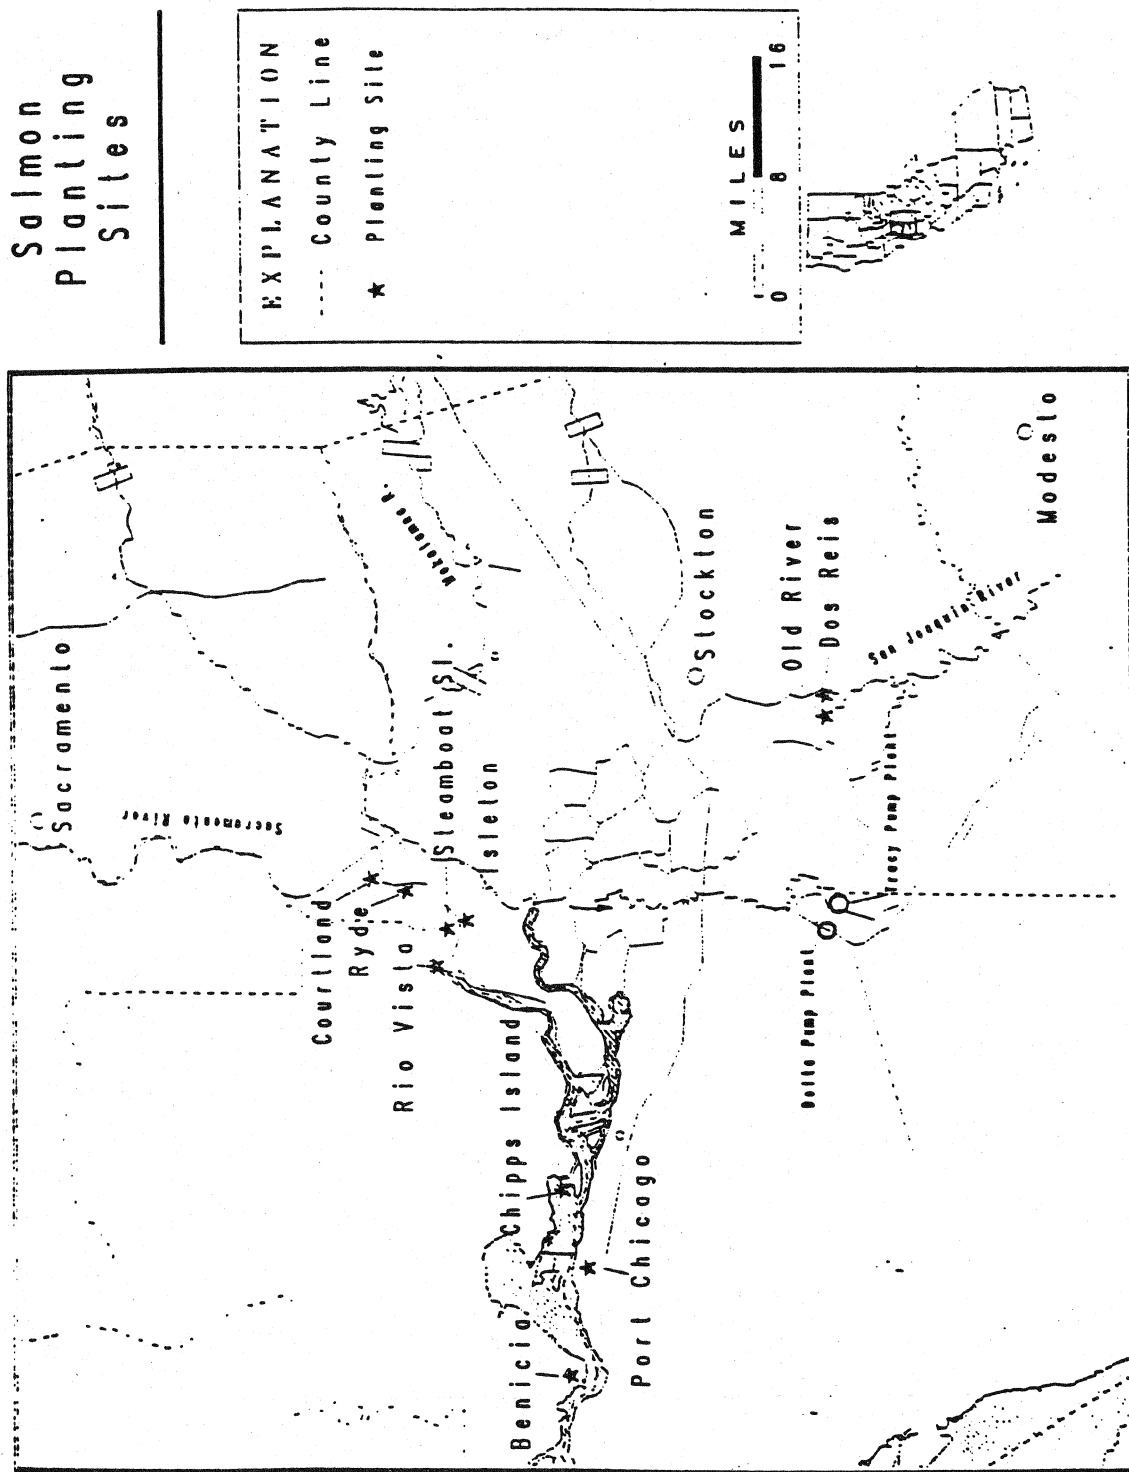 Salmon
Planting
Sites
EXPLANATION
County Line
Planting Site
MILES
0 8 16
Sacramento
Sacramento River
Mokelumne R.
Courtland
Ryde
Steamboat Sl.
Isleton
Rio Vista
Stockton
Old River
Dos Reis
San Joaquin River
Modesto
Tracy Pump Plant
Delta Pump Plant
Chipps Island
Benicia
Port Chicago